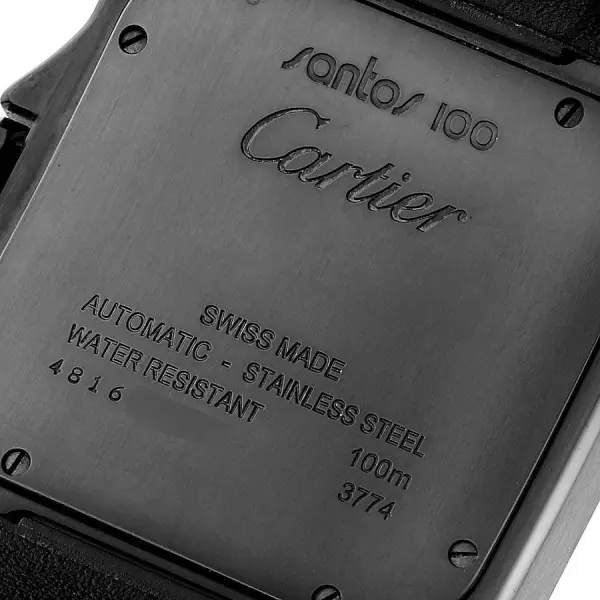 santos 100
Cartier
SWISS MADE
AUTOMATIC - STAINLESS STEEL
WATER RESISTANT 100m
4816 3774